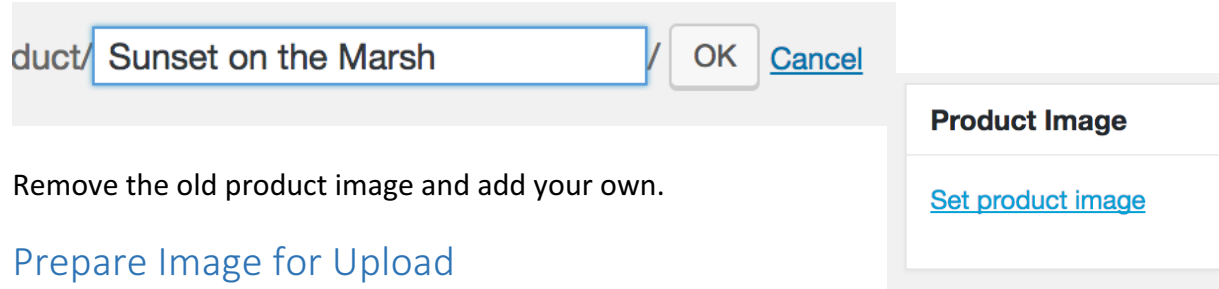 duct/ Sunset on the Marsh / OK Cancel
Product Image
Set product image
Remove the old product image and add your own.
Prepare Image for Upload